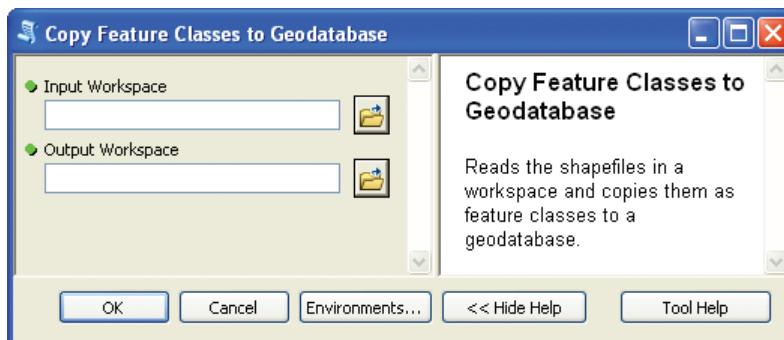 Copy Feature Classes to Geodatabase
Input Workspace
Output Workspace
Copy Feature Classes to
Geodatabase
Reads the shapefiles in a
workspace and copies them as
feature classes to a
geodatabase.
OK
Cancel
Environments...
<< Hide Help
Tool Help